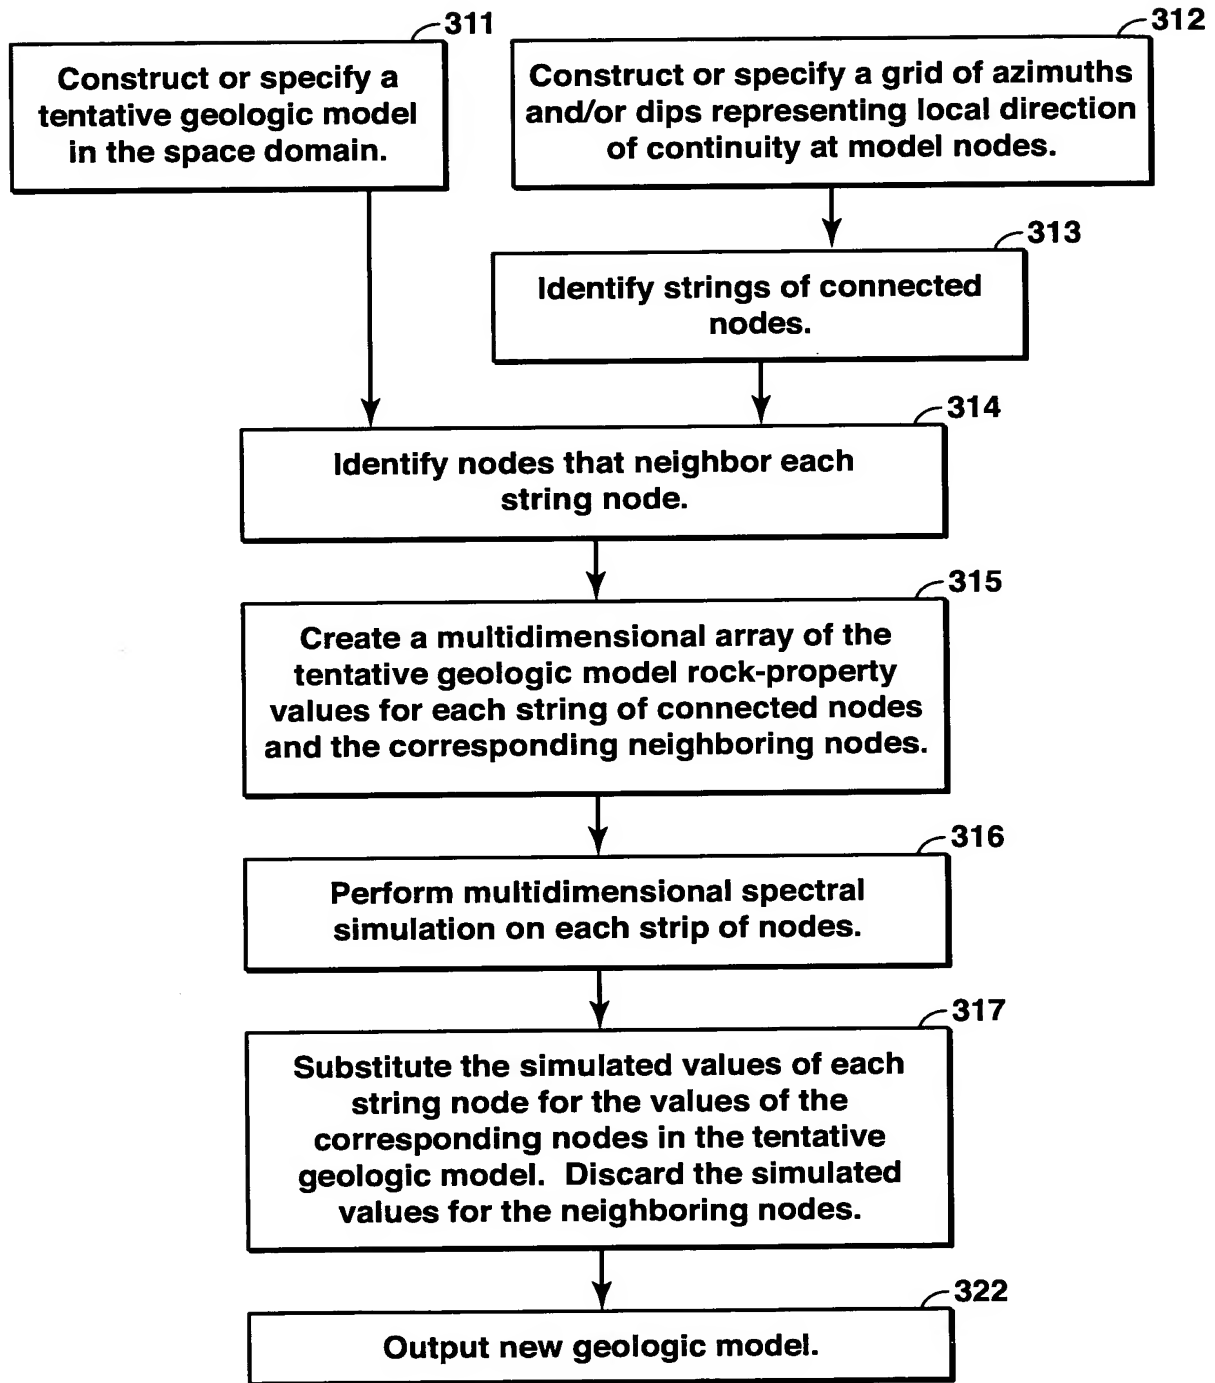 311
Construct or specify a
tentative geologic model
in the space domain.
312
Construct or specify a grid of azimuths
and/or dips representing local direction
of continuity at model nodes.
313
Identify strings of connected
nodes.
314
Identify nodes that neighbor each
string node.
315
Create a multidimensional array of the
tentative geologic model rock-property
values for each string of connected nodes
and the corresponding neighboring nodes.
316
Perform multidimensional spectral
simulation on each strip of nodes.
317
Substitute the simulated values of each
string node for the values of the
corresponding nodes in the tentative
geologic model. Discard the simulated
values for the neighboring nodes.
322
Output new geologic model.